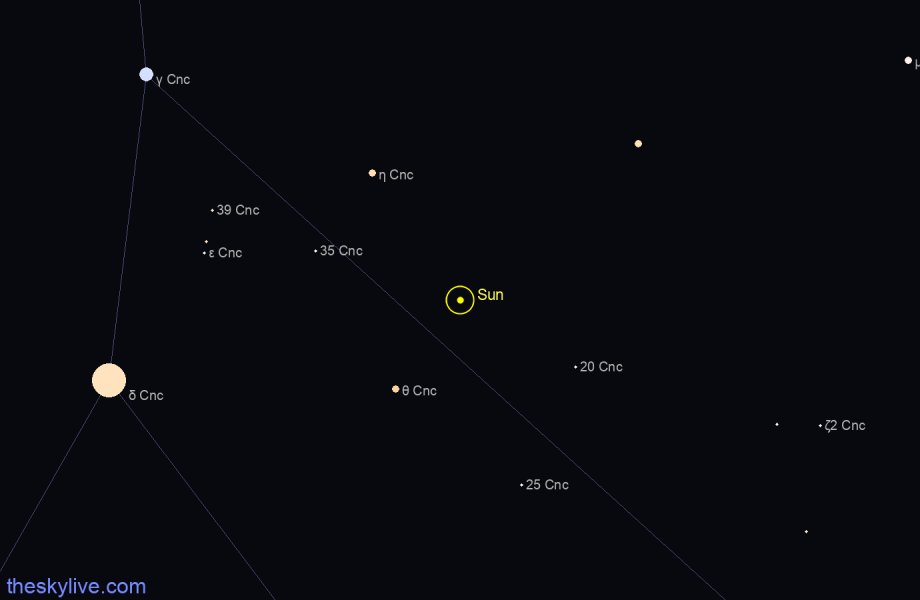 γ Cnc
μ
η Cnc
39 Cnc
ε Cnc
35 Cnc
Sun
20 Cnc
θ Cnc
δ Cnc
ζ2 Cnc
25 Cnc
theskylive.com